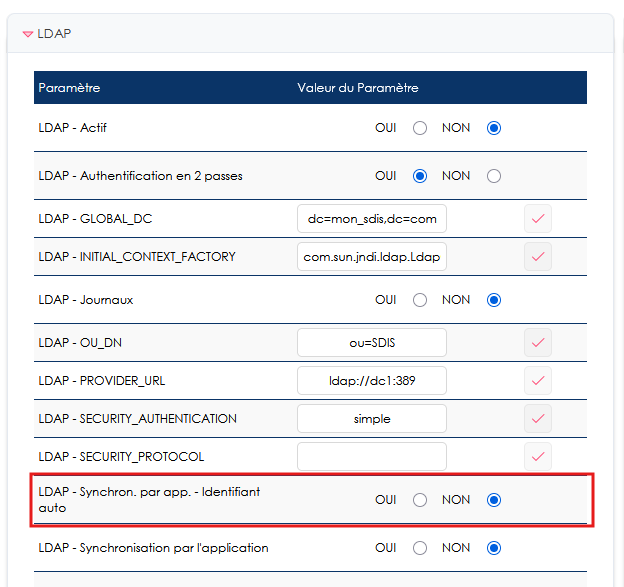 LDAP
Paramètre Valeur du Paramètre
LDAP - Actif OUI NON
LDAP - Authentification en 2 passes OUI NON
LDAP - GLOBAL_DC dc=mon_sdis,dc=com
LDAP - INITIAL_CONTEXT_FACTORY com.sun.jndi.ldap.Ldap
LDAP - Journaux OUI NON
LDAP - OU_DN ou=SDIS
LDAP - PROVIDER_URL ldap://dc1:389
LDAP - SECURITY_AUTHENTICATION simple
LDAP - SECURITY_PROTOCOL
LDAP - Synchron. par app. - Identifiant
auto OUI NON
LDAP - Synchronisation par l'application OUI NON